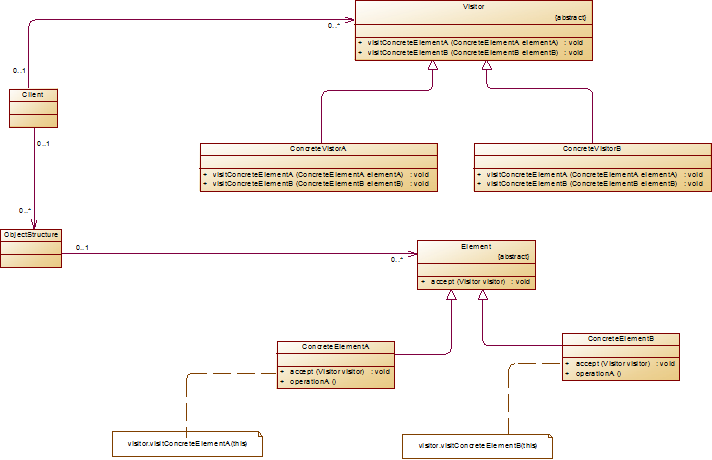 Visitor
{abstract}
+ visitConcreteElementA (ConcreteElementA elementA) : void
+ visitConcreteElementB (ConcreteElementB elementB) : void
0..*
0..1
Client
0..1
ConcreteVistorA
+ visitConcreteElementA (ConcreteElementA elementA) : void
+ visitConcreteElementB (ConcreteElementB elementB) : void
ConcreteVisitorB
+ visitConcreteElementA (ConcreteElementA elementA) : void
+ visitConcreteElementB (ConcreteElementB elementB) : void
0..*
ObjectStructure
0..1
0..*
Element
{abstract}
+ accept (Visitor visitor) : void
ConcreteElementA
+ accept (Visitor visitor) : void
+ operationA ()
ConcreteElementB
+ accept (Visitor visitor) : void
+ operationA ()
visitor.visitConcreteElementA(this)
visitor.visitConcreteElementB(this)